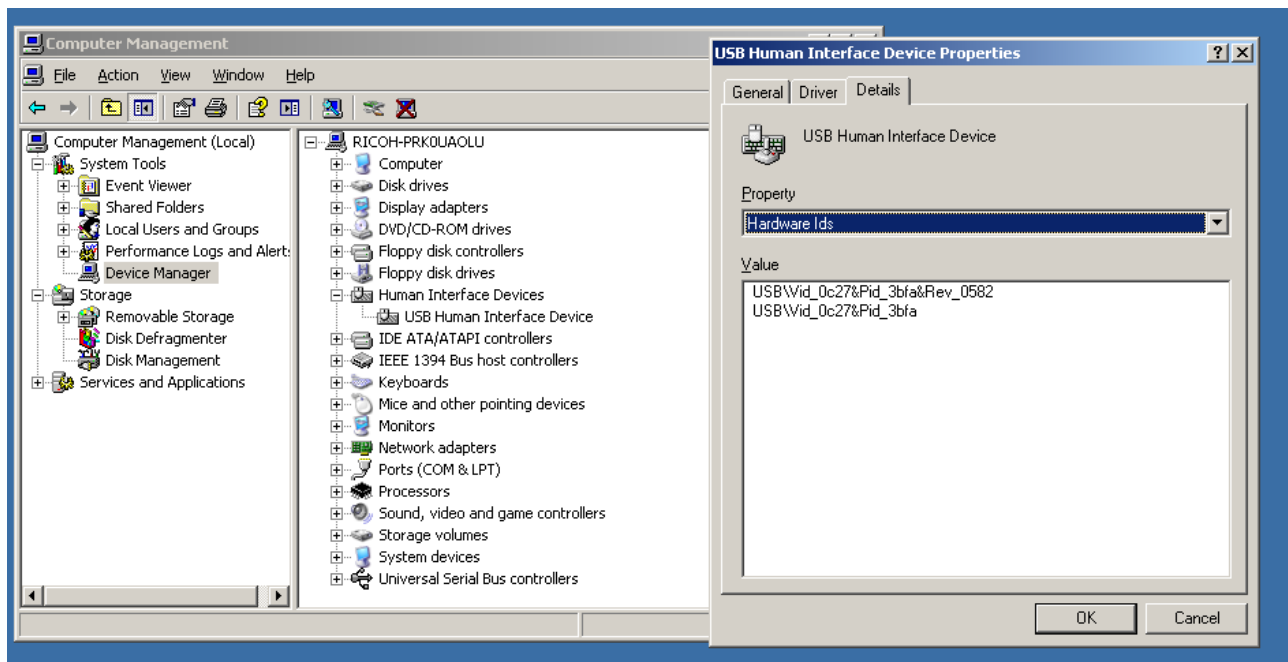 Computer Management
File Action View Window Help
Computer Management (Local)
System Tools
Event Viewer
Shared Folders
Local Users and Groups
Performance Logs and Alert:
Device Manager
Storage
Removable Storage
Disk Defragmenter
Disk Management
Services and Applications
RICOH-PRK0UAOLU
Computer
Disk drives
Display adapters
DVD/CD-ROM drives
Floppy disk controllers
Floppy disk drives
Human Interface Devices
USB Human Interface Device
IDE ATA/ATAPI controllers
IEEE 1394 Bus host controllers
Keyboards
Mice and other pointing devices
Monitors
Network adapters
Ports (COM & LPT)
Processors
Sound, video and game controllers
Storage volumes
System devices
Universal Serial Bus controllers
USB Human Interface Device Properties
General Driver Details
USB Human Interface Device
Property
Hardware Ids
Value
USB\Vid_0c27&Pid_3bfa&Rev_0582
USB\Vid_0c27&Pid_3bfa
OK Cancel